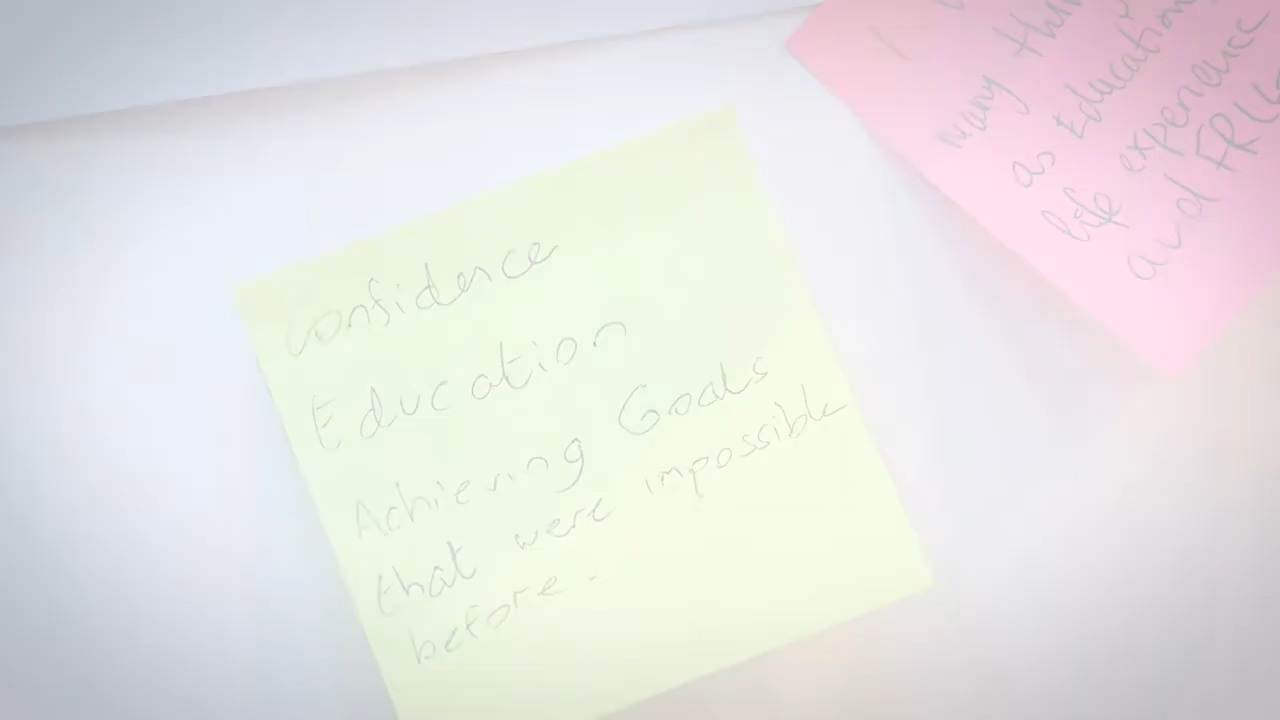 Confidence
Education
Achieving Goals
that were impossible
before.
many
as Education
life experience
and